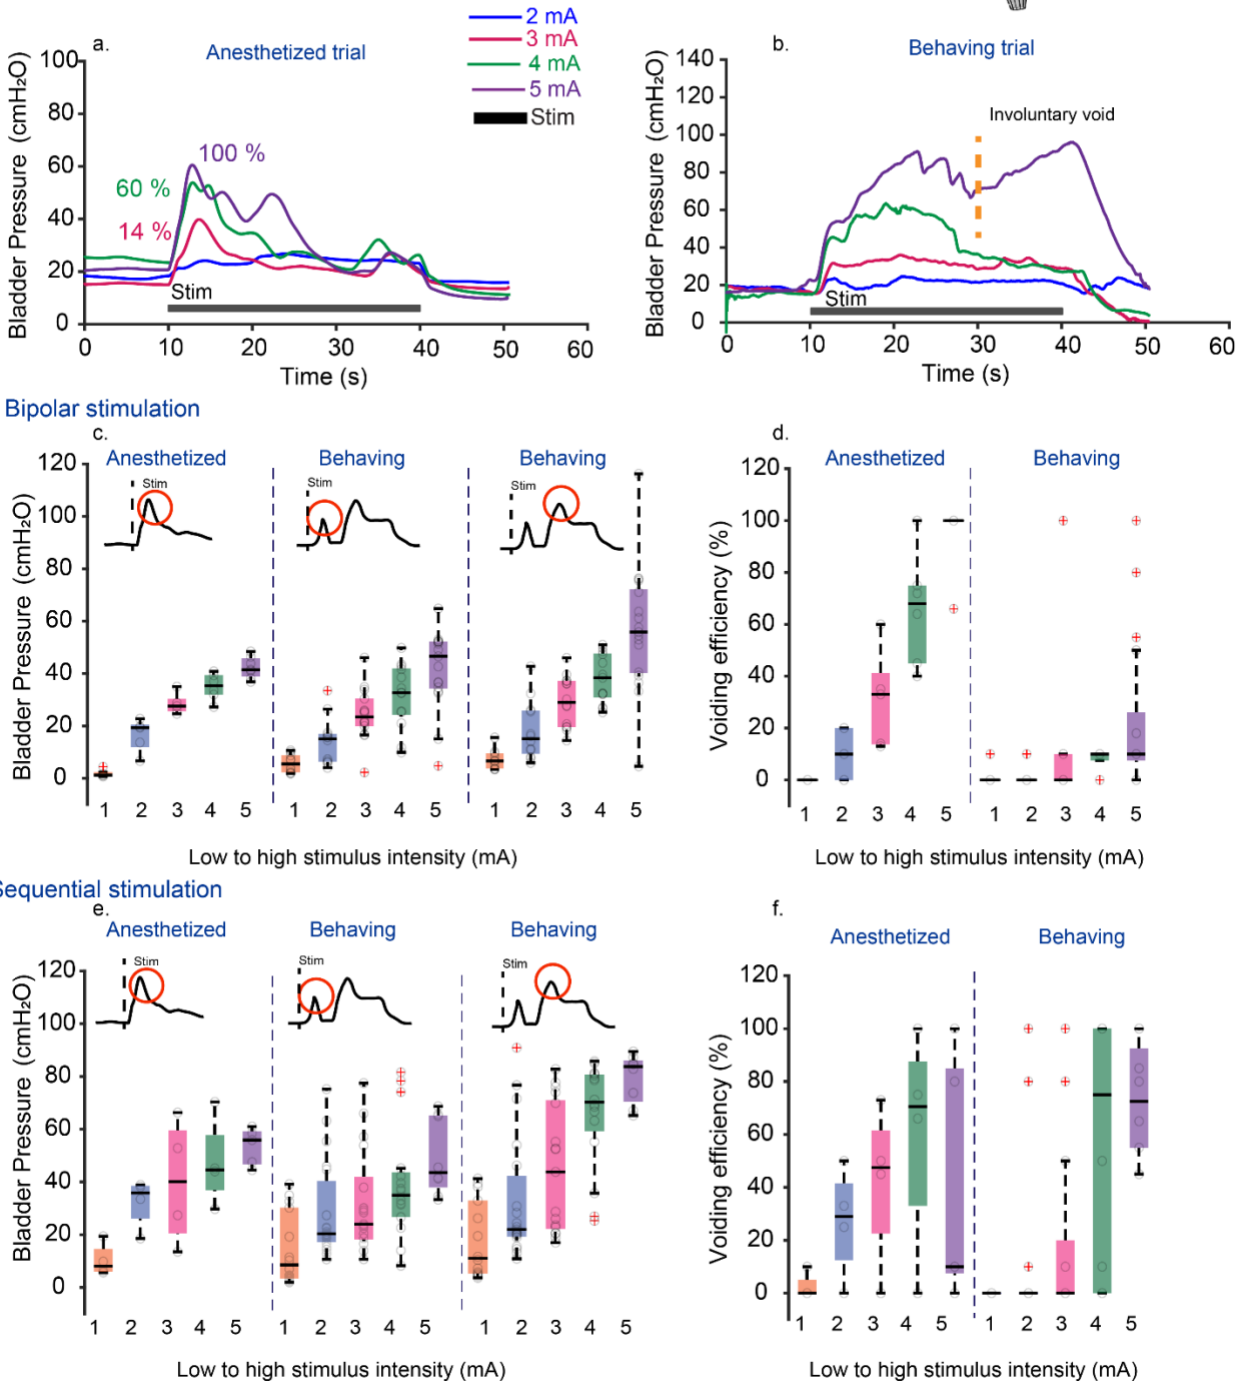 2 mA
3 mA
4 mA
5 mA
Stim
a.
Anesthetized trial
Bladder Pressure (cmH₂O)
100
80
60
40
20
0
100 %
60 %
14 %
Stim
0 10 20 30 40 50 60
Time (s)
b.
Behaving trial
Bladder Pressure (cmH₂O)
140
120
100
80
60
40
20
0
Involuntary void
Stim
0 10 20 30 40 50 60
Time (s)
Bipolar stimulation
c.
Anesthetized Behaving Behaving
Bladder Pressure (cmH₂O)
120
100
80
60
40
20
0
Stim Stim Stim
1 2 3 4 5 1 2 3 4 5 1 2 3 4 5
Low to high stimulus intensity (mA)
d.
Anesthetized Behaving
Voiding efficiency (%)
120
100
80
60
40
20
0
1 2 3 4 5 1 2 3 4 5
Low to high stimulus intensity (mA)
Sequential stimulation
e.
Anesthetized Behaving Behaving
Bladder Pressure (cmH₂O)
120
100
80
60
40
20
0
Stim Stim Stim
1 2 3 4 5 1 2 3 4 5 1 2 3 4 5
Low to high stimulus intensity (mA)
f.
Anesthetized Behaving
Voiding efficiency (%)
120
100
80
60
40
20
0
1 2 3 4 5 1 2 3 4 5
Low to high stimulus intensity (mA)